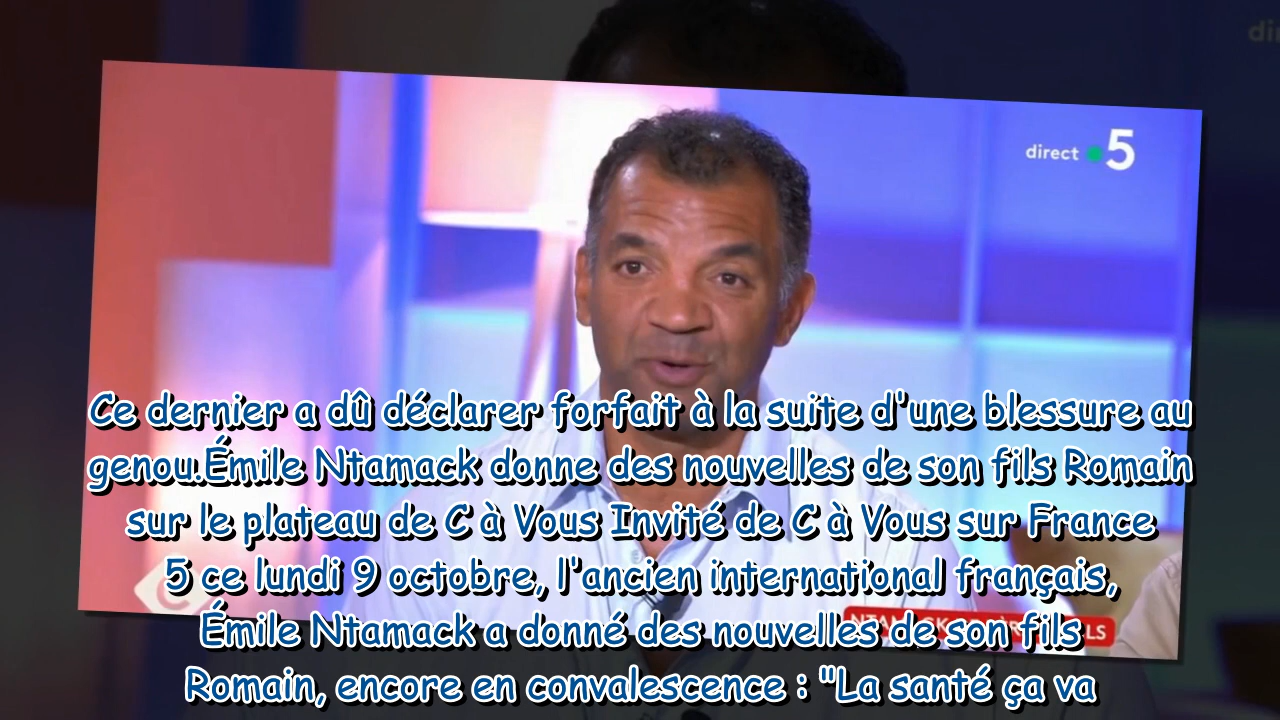 direct 5
Ce dernier a dû déclarer forfait à la suite d'une blessure au
genou.Émile Ntamack donne des nouvelles de son fils Romain
sur le plateau de C à Vous Invité de C à Vous sur France
5 ce lundi 9 octobre, l'ancien international français,
Émile Ntamack a donné des nouvelles de son fils
Romain, encore en convalescence : "La santé ça va
NTAMACK